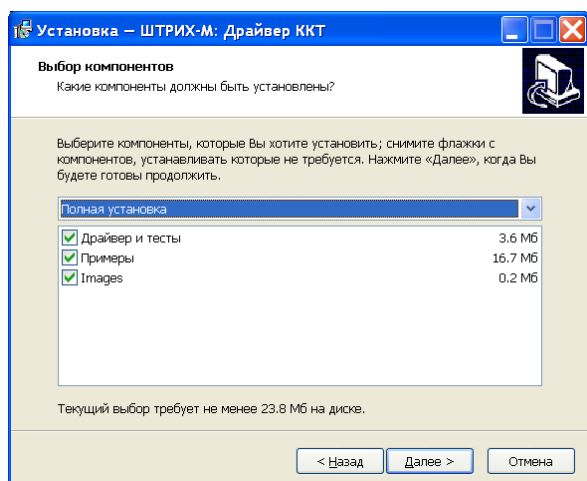 Установка — ШТРИХ-М: Драйвер ККТ
Выбор компонентов
Какие компоненты должны быть установлены?
Выберите компоненты, которые Вы хотите установить; снимите флажки с
компонентов, устанавливать которые не требуется. Нажмите «Далее», когда Вы
будете готовы продолжить.
Полная установка
Драйвер и тесты 3.6 Мб
Примеры 16.7 Мб
Images 0.2 Мб
Текущий выбор требует не менее 23.8 Мб на диске.
< Назад Далее > Отмена